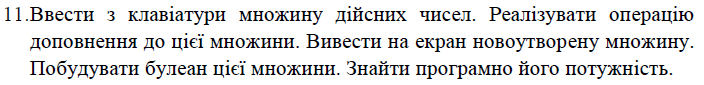 11.Ввести з клавіатури множину дійсних чисел. Реалізувати операцію
доповнення до цієї множини. Вивести на екран новоутворену множину.
Побудувати булеан цієї множини. Знайти програмно його потужність.